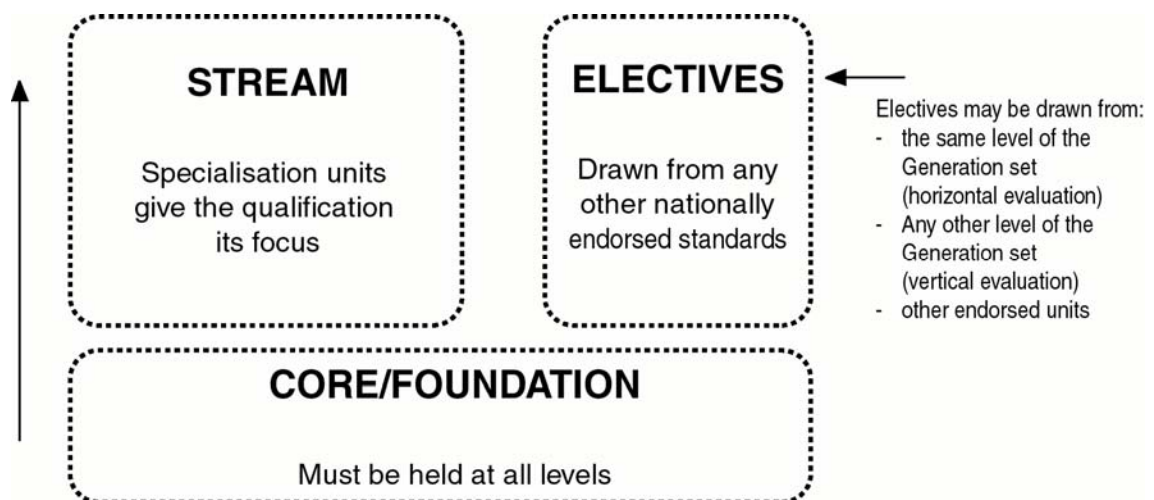 STREAM
Specialisation units
give the qualification
its focus
ELECTIVES
Drawn from any
other nationally
endorsed standards
Electives may be drawn from:
- the same level of the
Generation set
(horizontal evaluation)
- Any other level of the
Generation set
(vertical evaluation)
- other endorsed units
CORE/FOUNDATION
Must be held at all levels